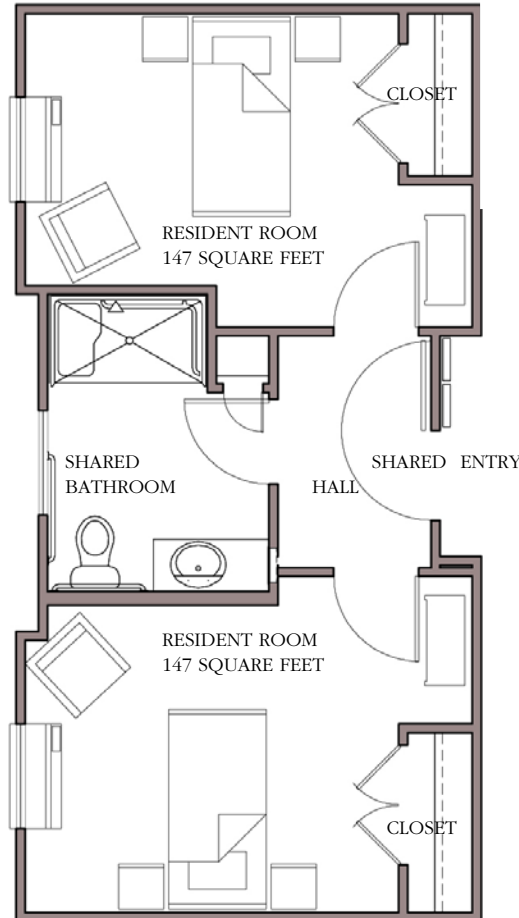 CLOSET
RESIDENT ROOM
147 SQUARE FEET
SHARED
BATHROOM
SHARED ENTRY
HALL
RESIDENT ROOM
147 SQUARE FEET
CLOSET